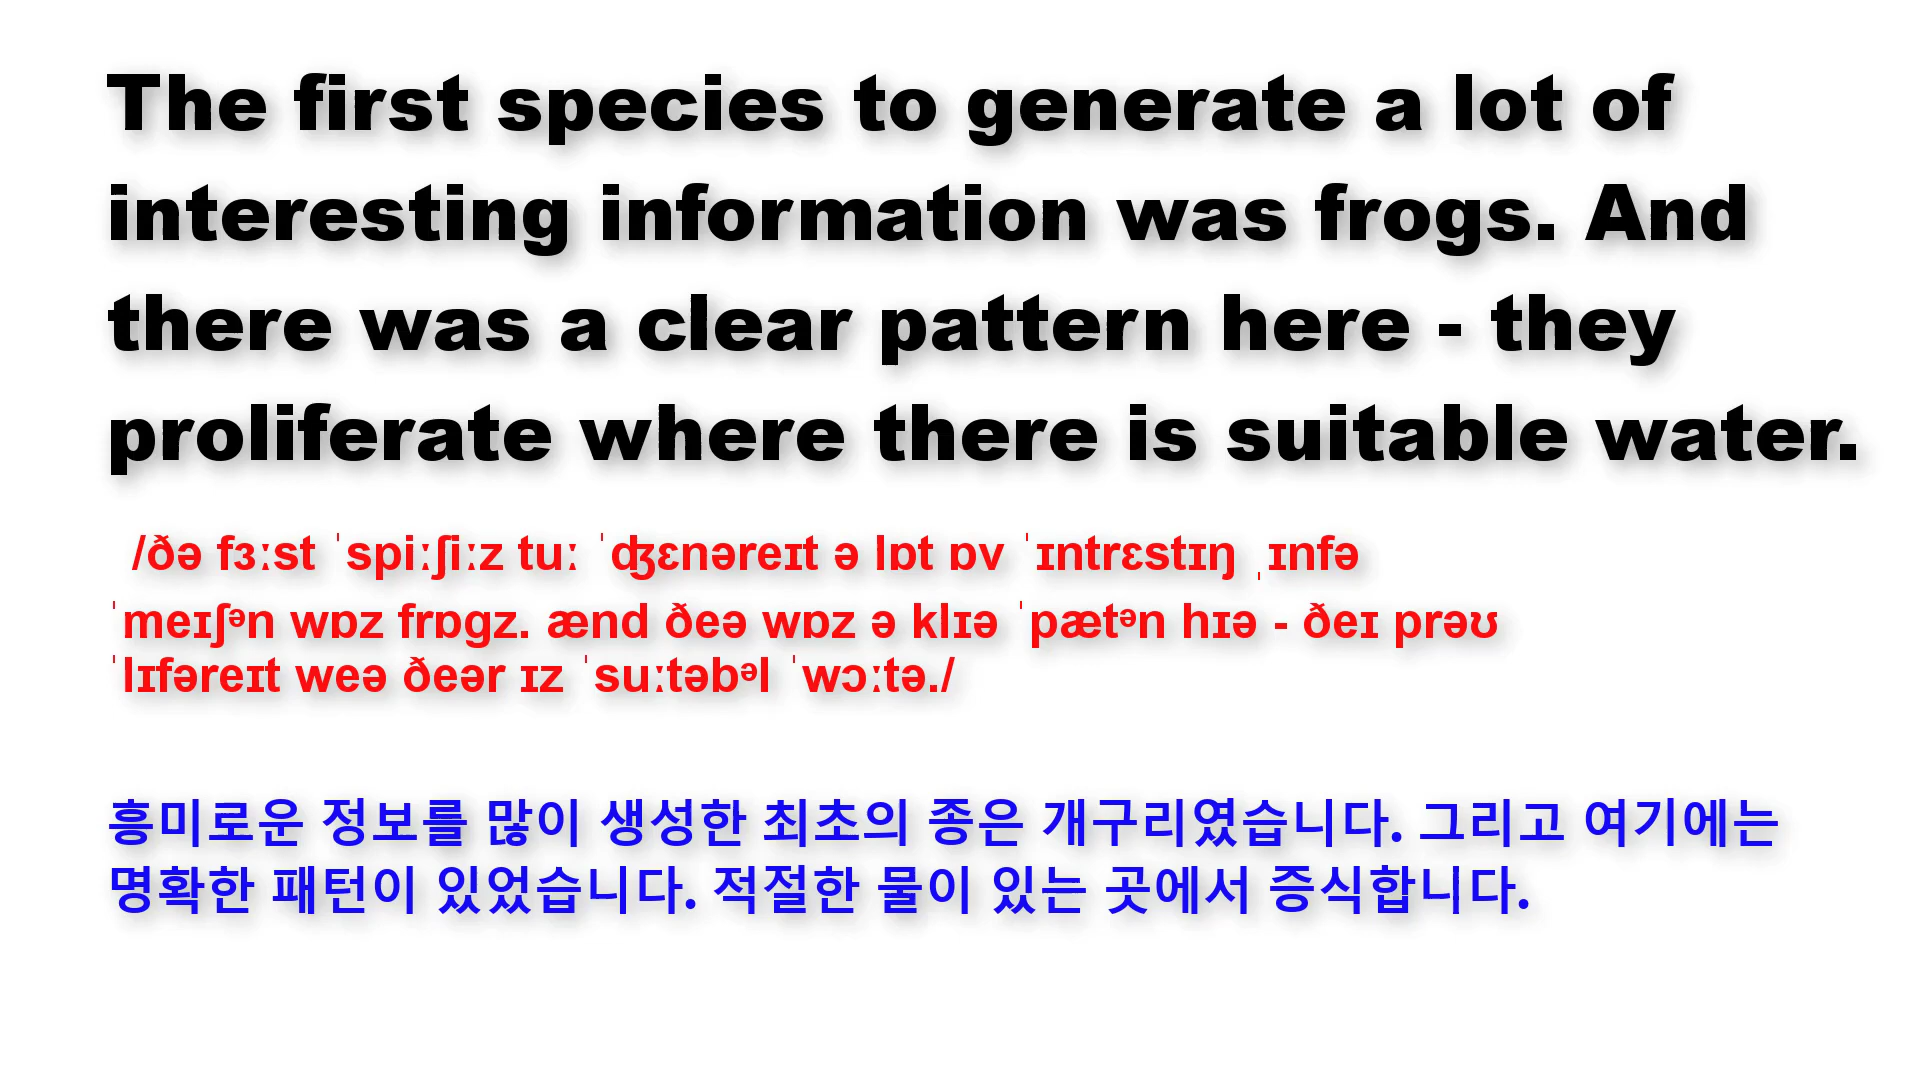 The first species to generate a lot of
interesting information was frogs. And
there was a clear pattern here - they
proliferate where there is suitable water.
/ðə fɜːst ˈspiːʃiːz tuː ˈʤɛnəreɪt ə lɒt ɒv ˈɪntrɛstɪŋ ˌɪnfə
ˈmeɪʃᵊn wɒz frɒgz. ænd ðeə wɒz ə klɪə ˈpætᵊn hɪə - ðeɪ prəʊ
ˈlɪfəreɪt weə ðeər ɪz ˈsuːtəbᵊl ˈwɔːtə./
흥미로운 정보를 많이 생성한 최초의 종은 개구리였습니다. 그리고 여기에는
명확한 패턴이 있었습니다. 적절한 물이 있는 곳에서 증식합니다.